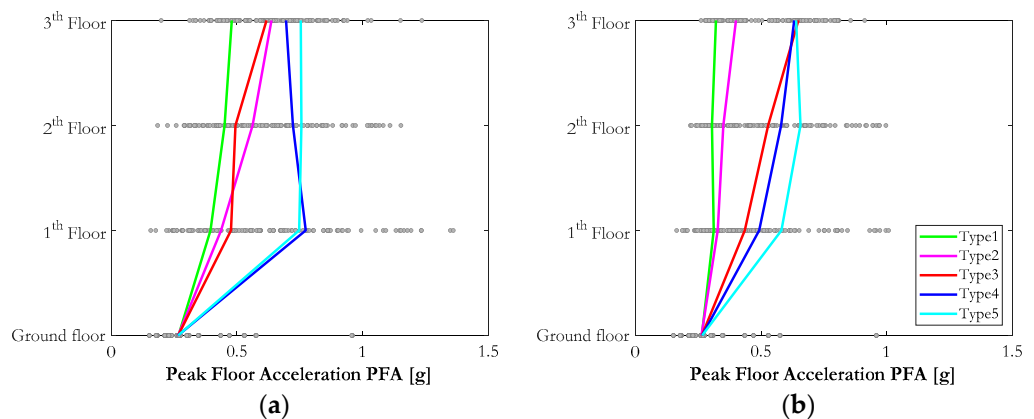 3th Floor
2th Floor
1th Floor
Ground floor
0
0.5
1
1.5
Peak Floor Acceleration PFA [g]
(a)
3th Floor
2th Floor
1th Floor
Ground floor
0
0.5
1
1.5
Peak Floor Acceleration PFA [g]
(b)
Type1
Type2
Type3
Type4
Type5